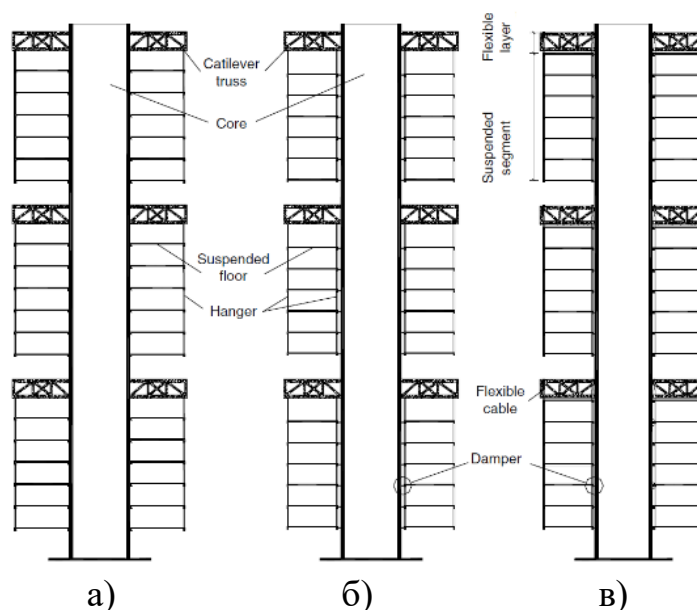 Catilever
truss
Core
Suspended
floor
Hanger
Flexible
layer
Suspended
segment
Flexible
cable
Damper
а)
б)
в)